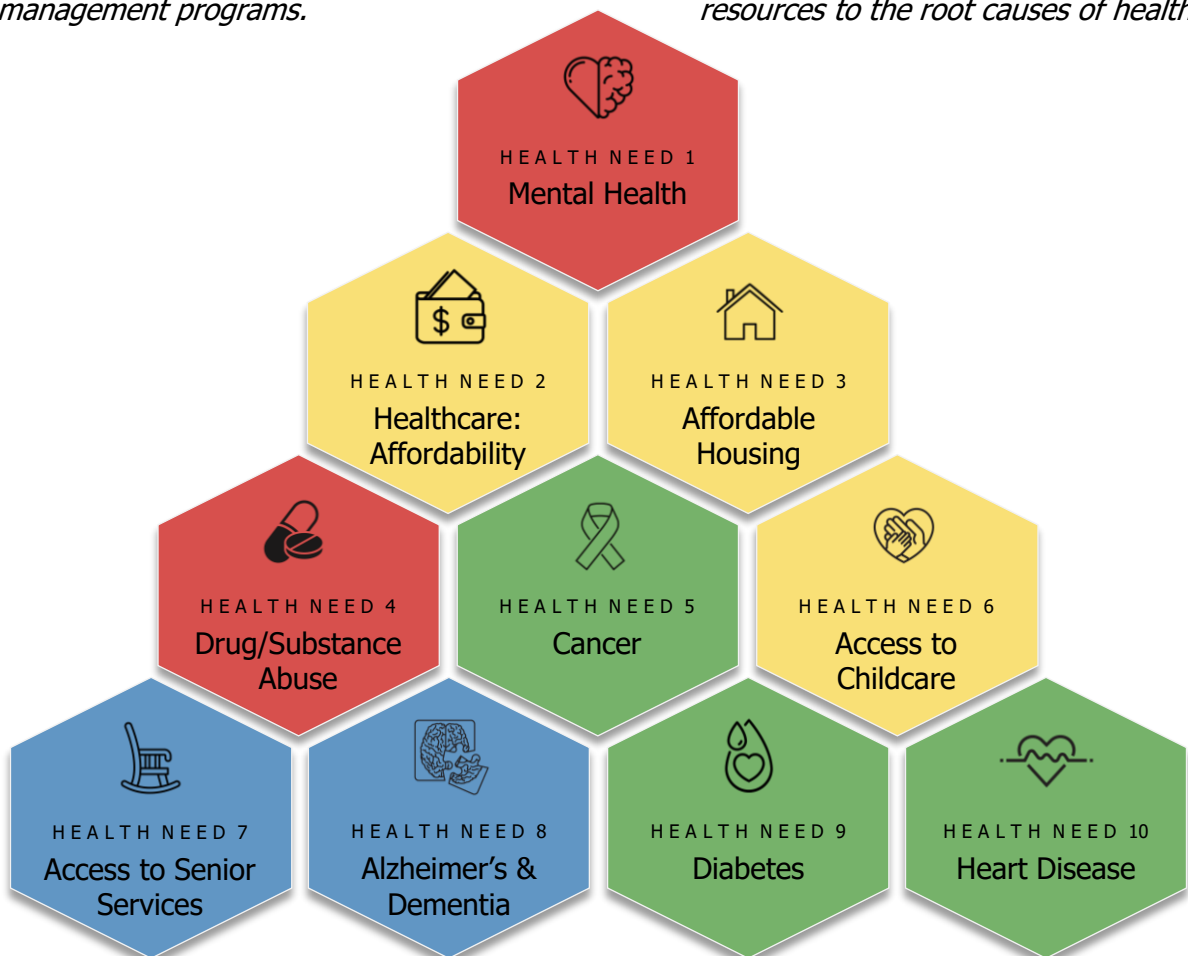 management programs.
resources to the root causes of health
HEALTH NEED 1
Mental Health
$
HEALTH NEED 2
Healthcare:
Affordability
HEALTH NEED 3
Affordable
Housing
HEALTH NEED 4
Drug/Substance
Abuse
HEALTH NEED 5
Cancer
HEALTH NEED 6
Access to
Childcare
HEALTH NEED 7
Access to Senior
Services
HEALTH NEED 8
Alzheimer’s &
Dementia
HEALTH NEED 9
Diabetes
HEALTH NEED 10
Heart Disease